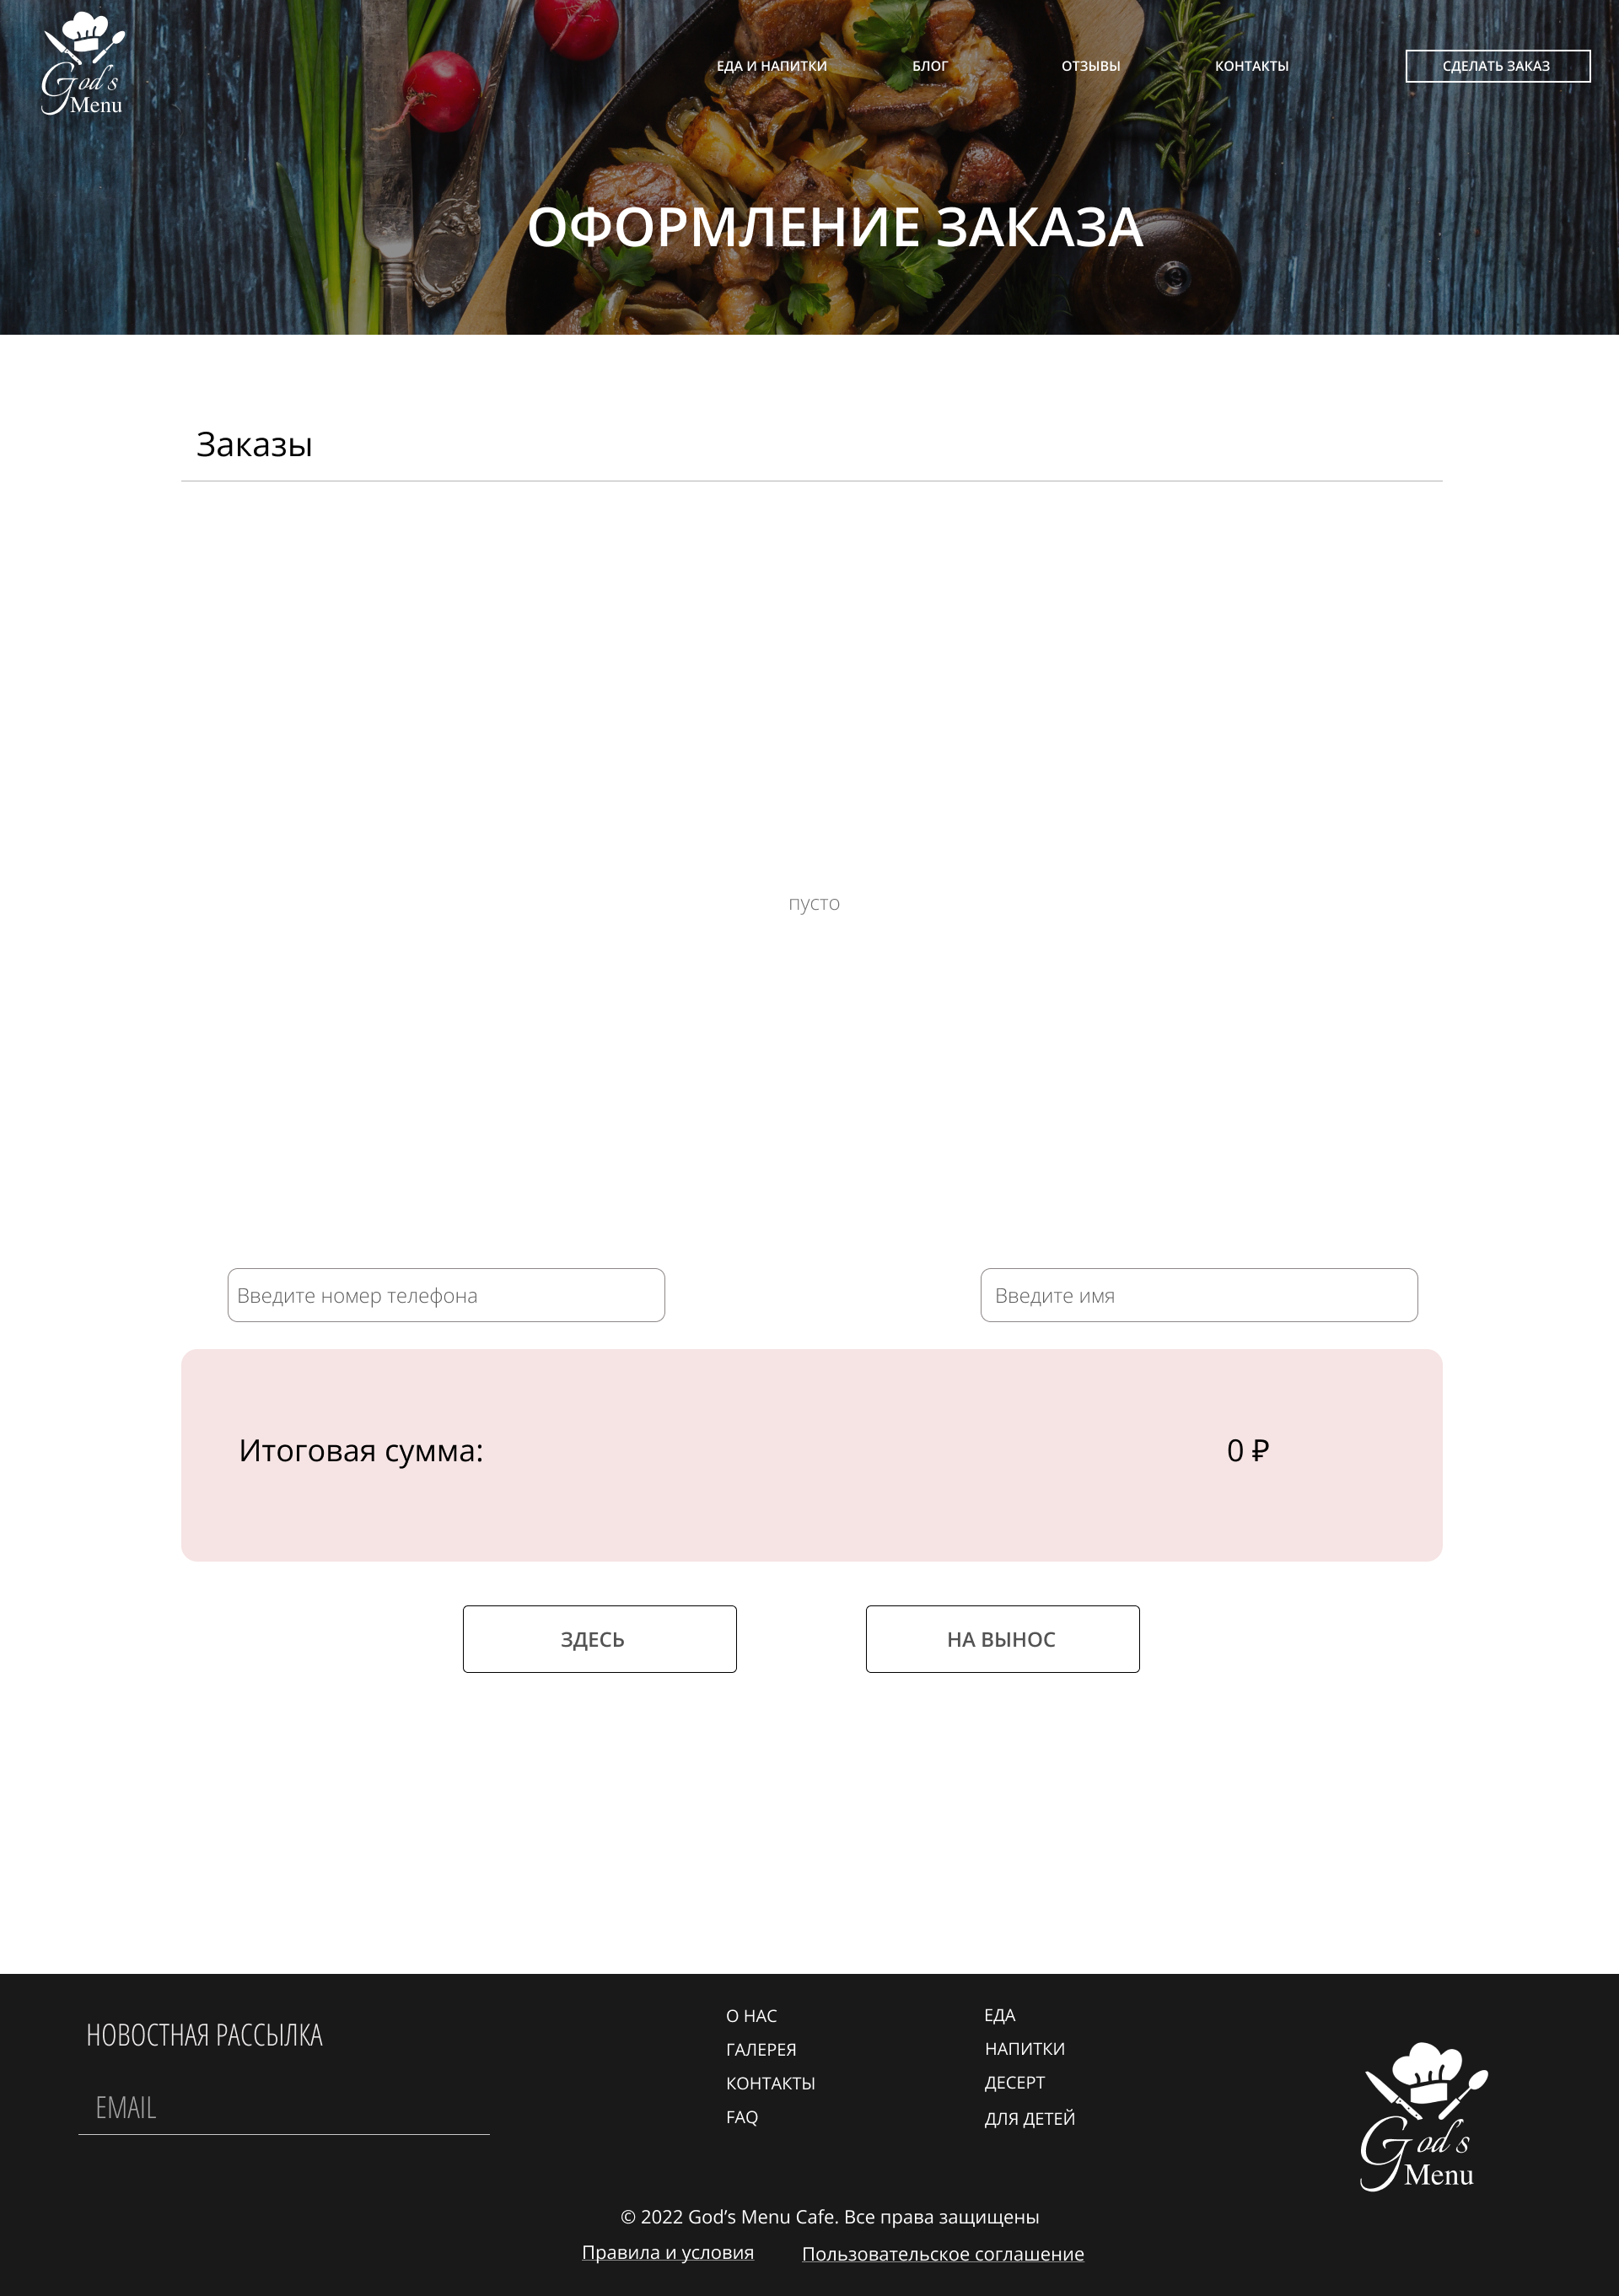 God's
Menu
ЕДА И НАПИТКИ
БЛОГ
ОТЗЫВЫ
КОНТАКТЫ
СДЕЛАТЬ ЗАКАЗ
ОФОРМЛЕНИЕ ЗАКАЗА
Заказы
пусто
Введите номер телефона
Введите имя
Итоговая сумма:
0 ₽
ЗДЕСЬ
НА ВЫНОС
НОВОСТНАЯ РАССЫЛКА
EMAIL
О НАС
ГАЛЕРЕЯ
КОНТАКТЫ
FAQ
ЕДА
НАПИТКИ
ДЕСЕРТ
ДЛЯ ДЕТЕЙ
God's
Menu
© 2022 God’s Menu Cafe. Все права защищены
Правила и условия
Пользовательское соглашение